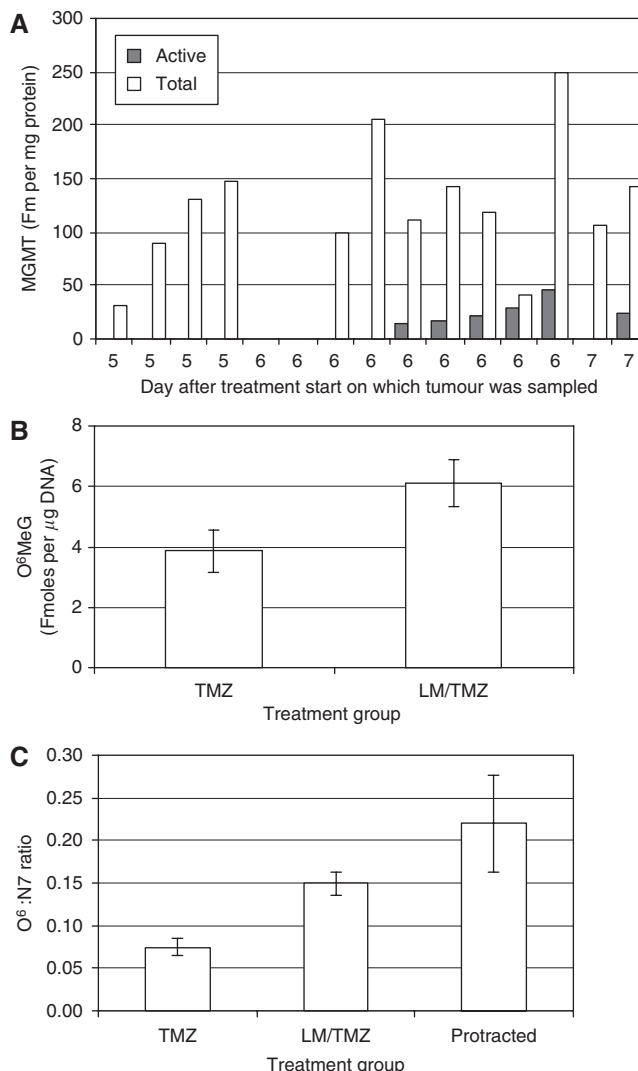 A
MGMT (Fm per mg protein)
300
250
200
150
100
50
0
Active
Total
5 5 5 5 6 6 6 6 6 6 6 6 6 7 7
Day after treatment start on which tumour was sampled
B
O⁶MeG
(Fmoles per μg DNA)
8
6
4
2
0
TMZ LM/TMZ
Treatment group
C
O⁶:N7 ratio
0.30
0.25
0.20
0.15
0.10
0.05
0.00
TMZ LM/TMZ Protracted
Treatment group